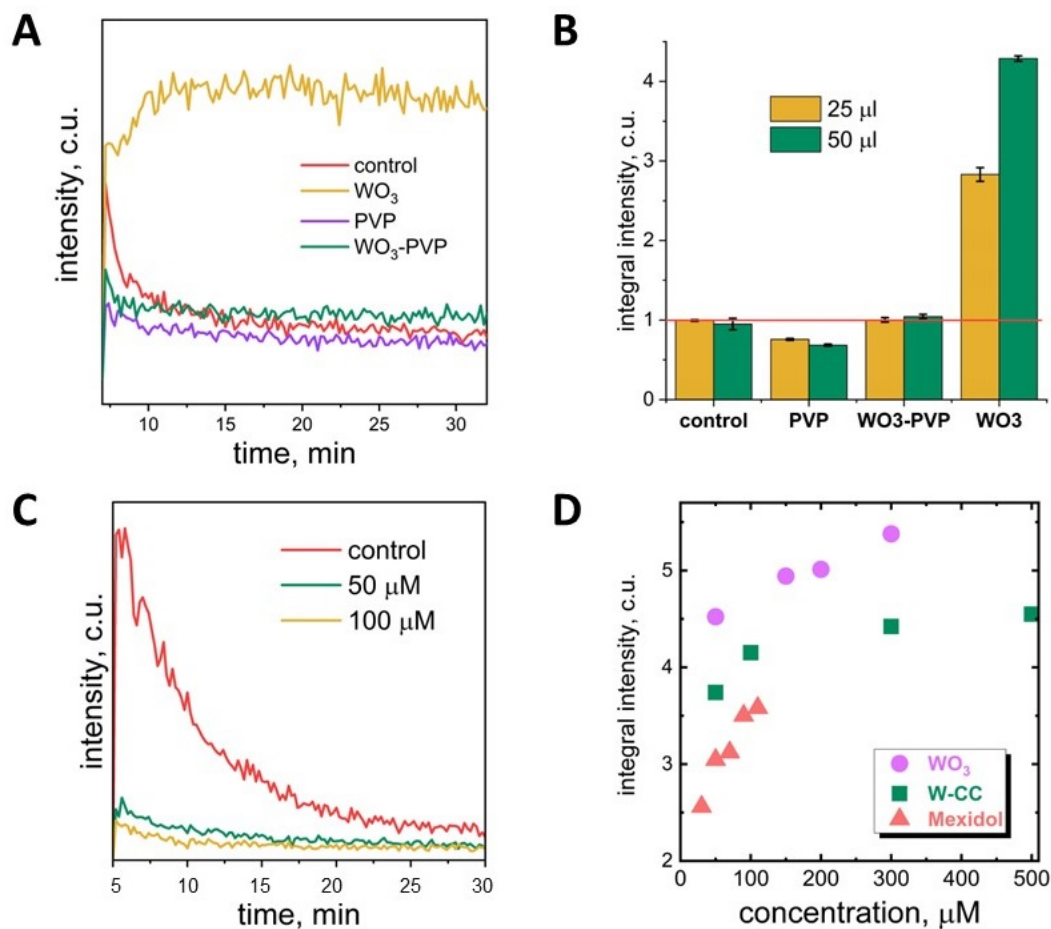 A
intensity, c.u.
control
WO₃
PVP
WO₃-PVP
10 15 20 25 30
time, min
B
integral intensity, c.u.
4
3
2
1
0
25 μl
50 μl
control PVP WO3-PVP WO3
C
intensity, c.u.
control
50 μM
100 μM
5 10 15 20 25 30
time, min
D
integral intensity, c.u.
5
4
3
2
WO₃
W-CC
Mexidol
0 100 200 300 400 500
concentration, μM